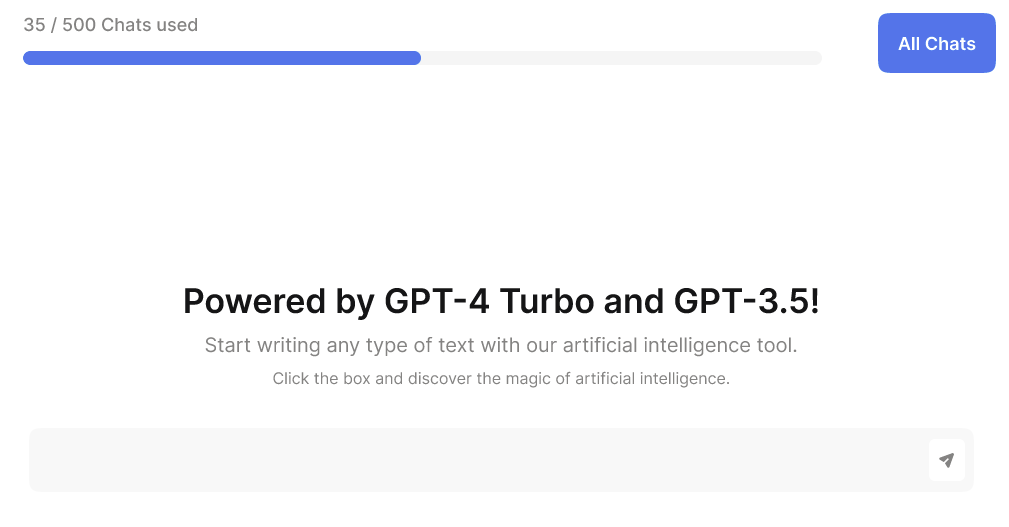 35 / 500 Chats used
All Chats
Powered by GPT-4 Turbo and GPT-3.5!
Start writing any type of text with our artificial intelligence tool.
Click the box and discover the magic of artificial intelligence.